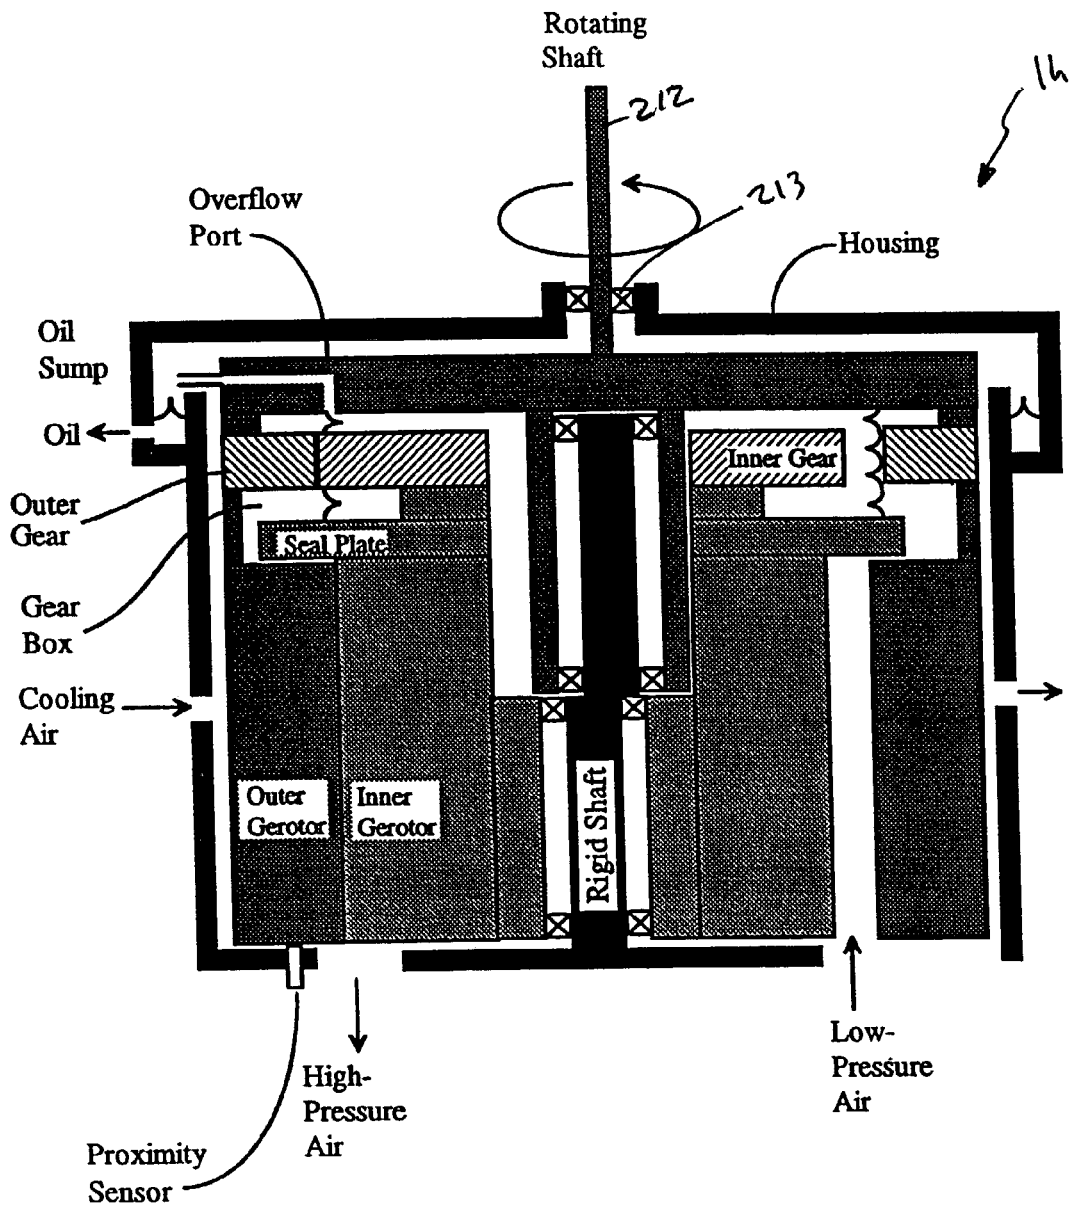 Rotating
Shaft
1h
212
213
Overflow
Port
Housing
Oil
Sump
Oil
Inner Gear
Outer
Gear
Seal Plate
Gear
Box
Cooling
Air
Outer
Gerotor
Inner
Gerotor
Rigid Shaft
Low-
Pressure
Air
High-
Pressure
Air
Proximity
Sensor